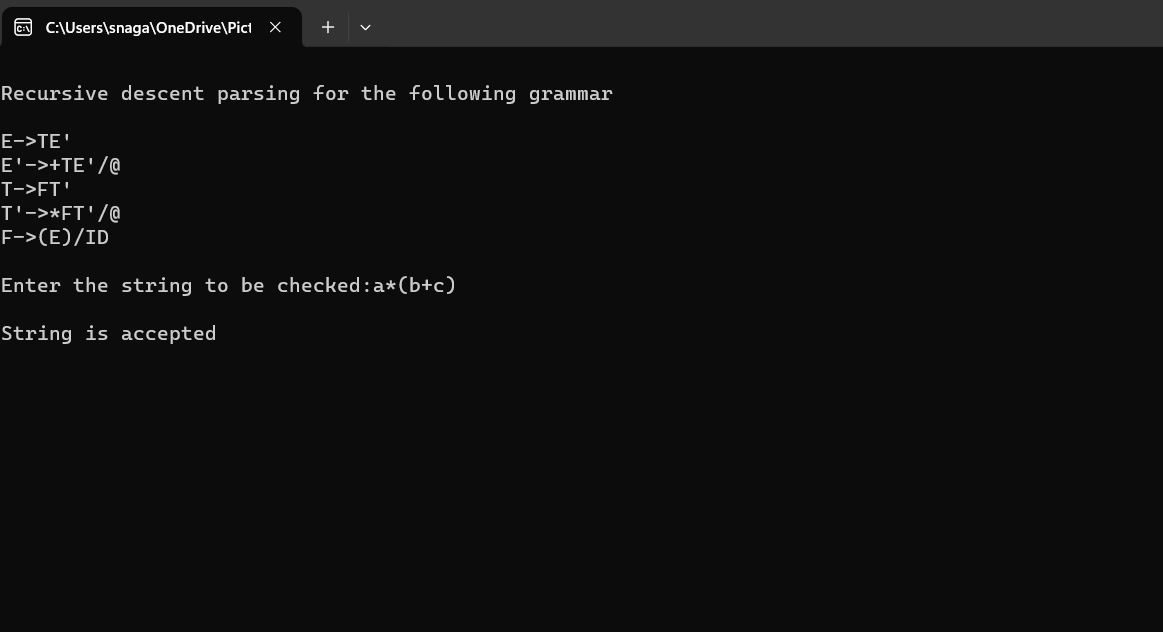 C:\Users\snaga\OneDrive\Pict
Recursive descent parsing for the following grammar
E->TE'
E'->+TE'/@
T->FT'
T'->*FT'/@
F->(E)/ID
Enter the string to be checked:a*(b+c)
String is accepted